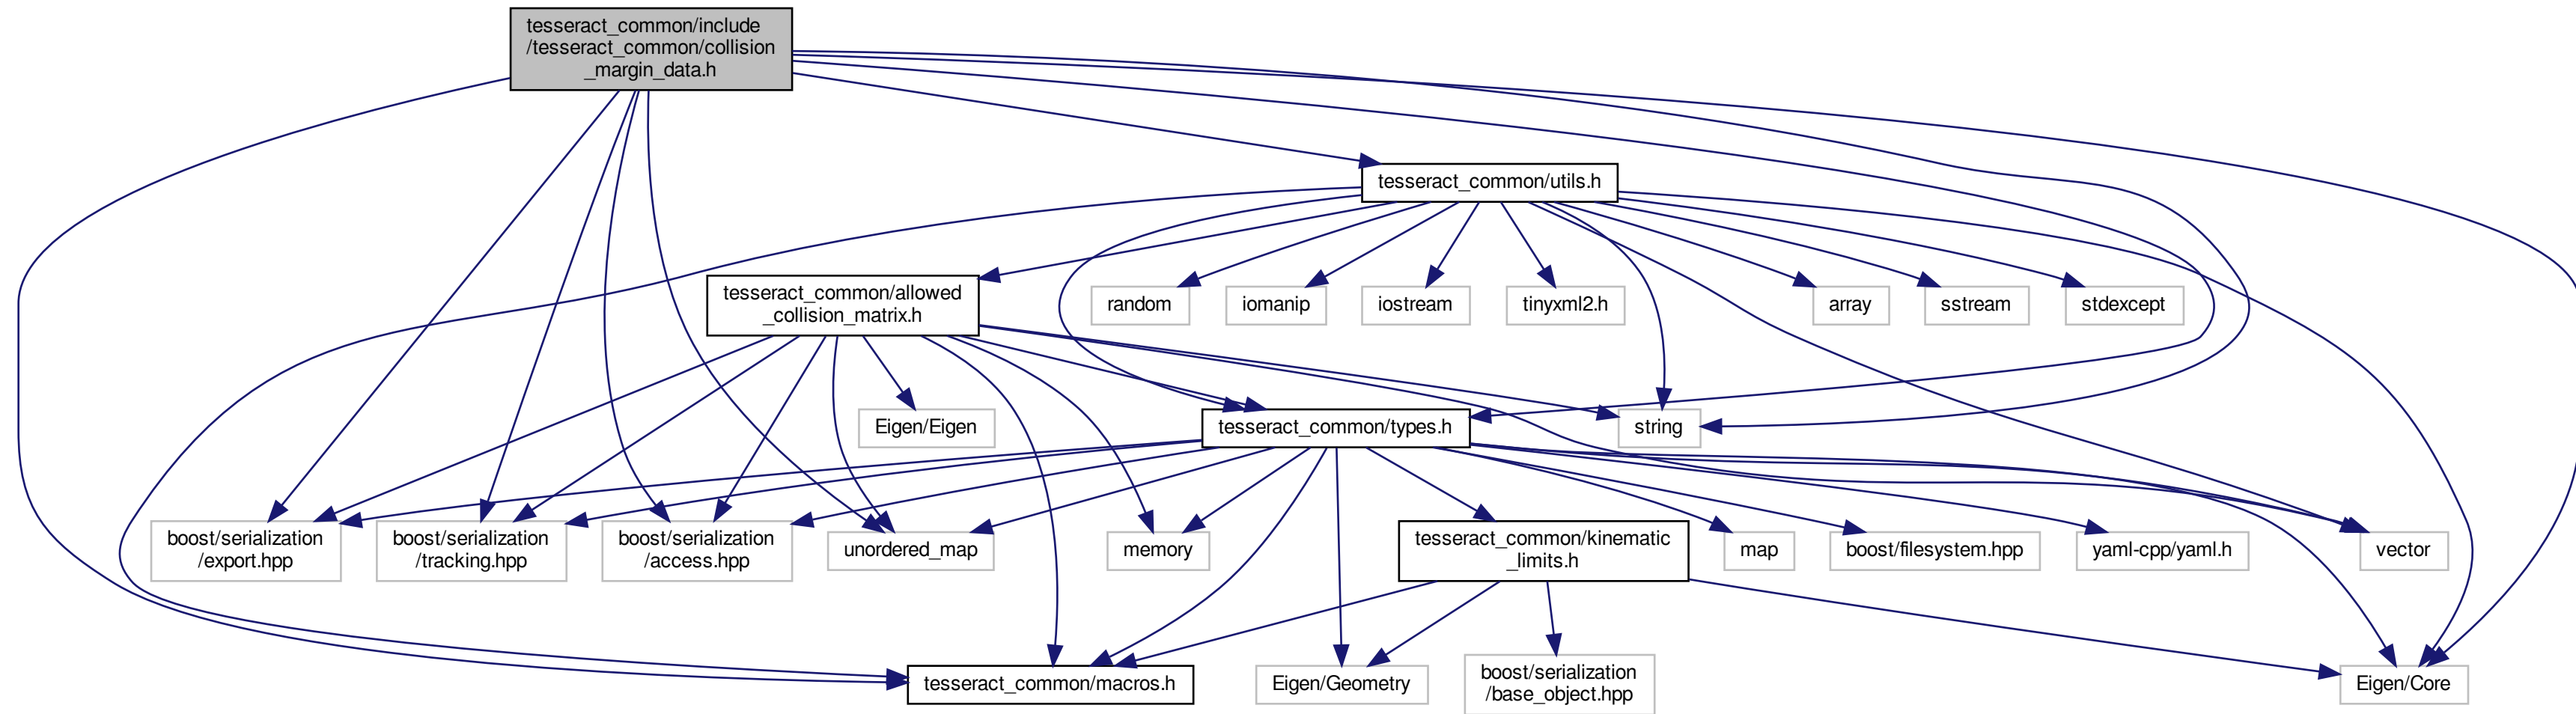 tesseract_common/include
/tesseract_common/collision
_margin_data.h
tesseract_common/utils.h
tesseract_common/allowed
_collision_matrix.h
random
iomanip
iostream
tinyxml2.h
array
sstream
stdexcept
Eigen/Eigen
tesseract_common/types.h
string
boost/serialization
/export.hpp
boost/serialization
/tracking.hpp
boost/serialization
/access.hpp
unordered_map
memory
tesseract_common/kinematic
_limits.h
map
boost/filesystem.hpp
yaml-cpp/yaml.h
vector
tesseract_common/macros.h
Eigen/Geometry
boost/serialization
/base_object.hpp
Eigen/Core